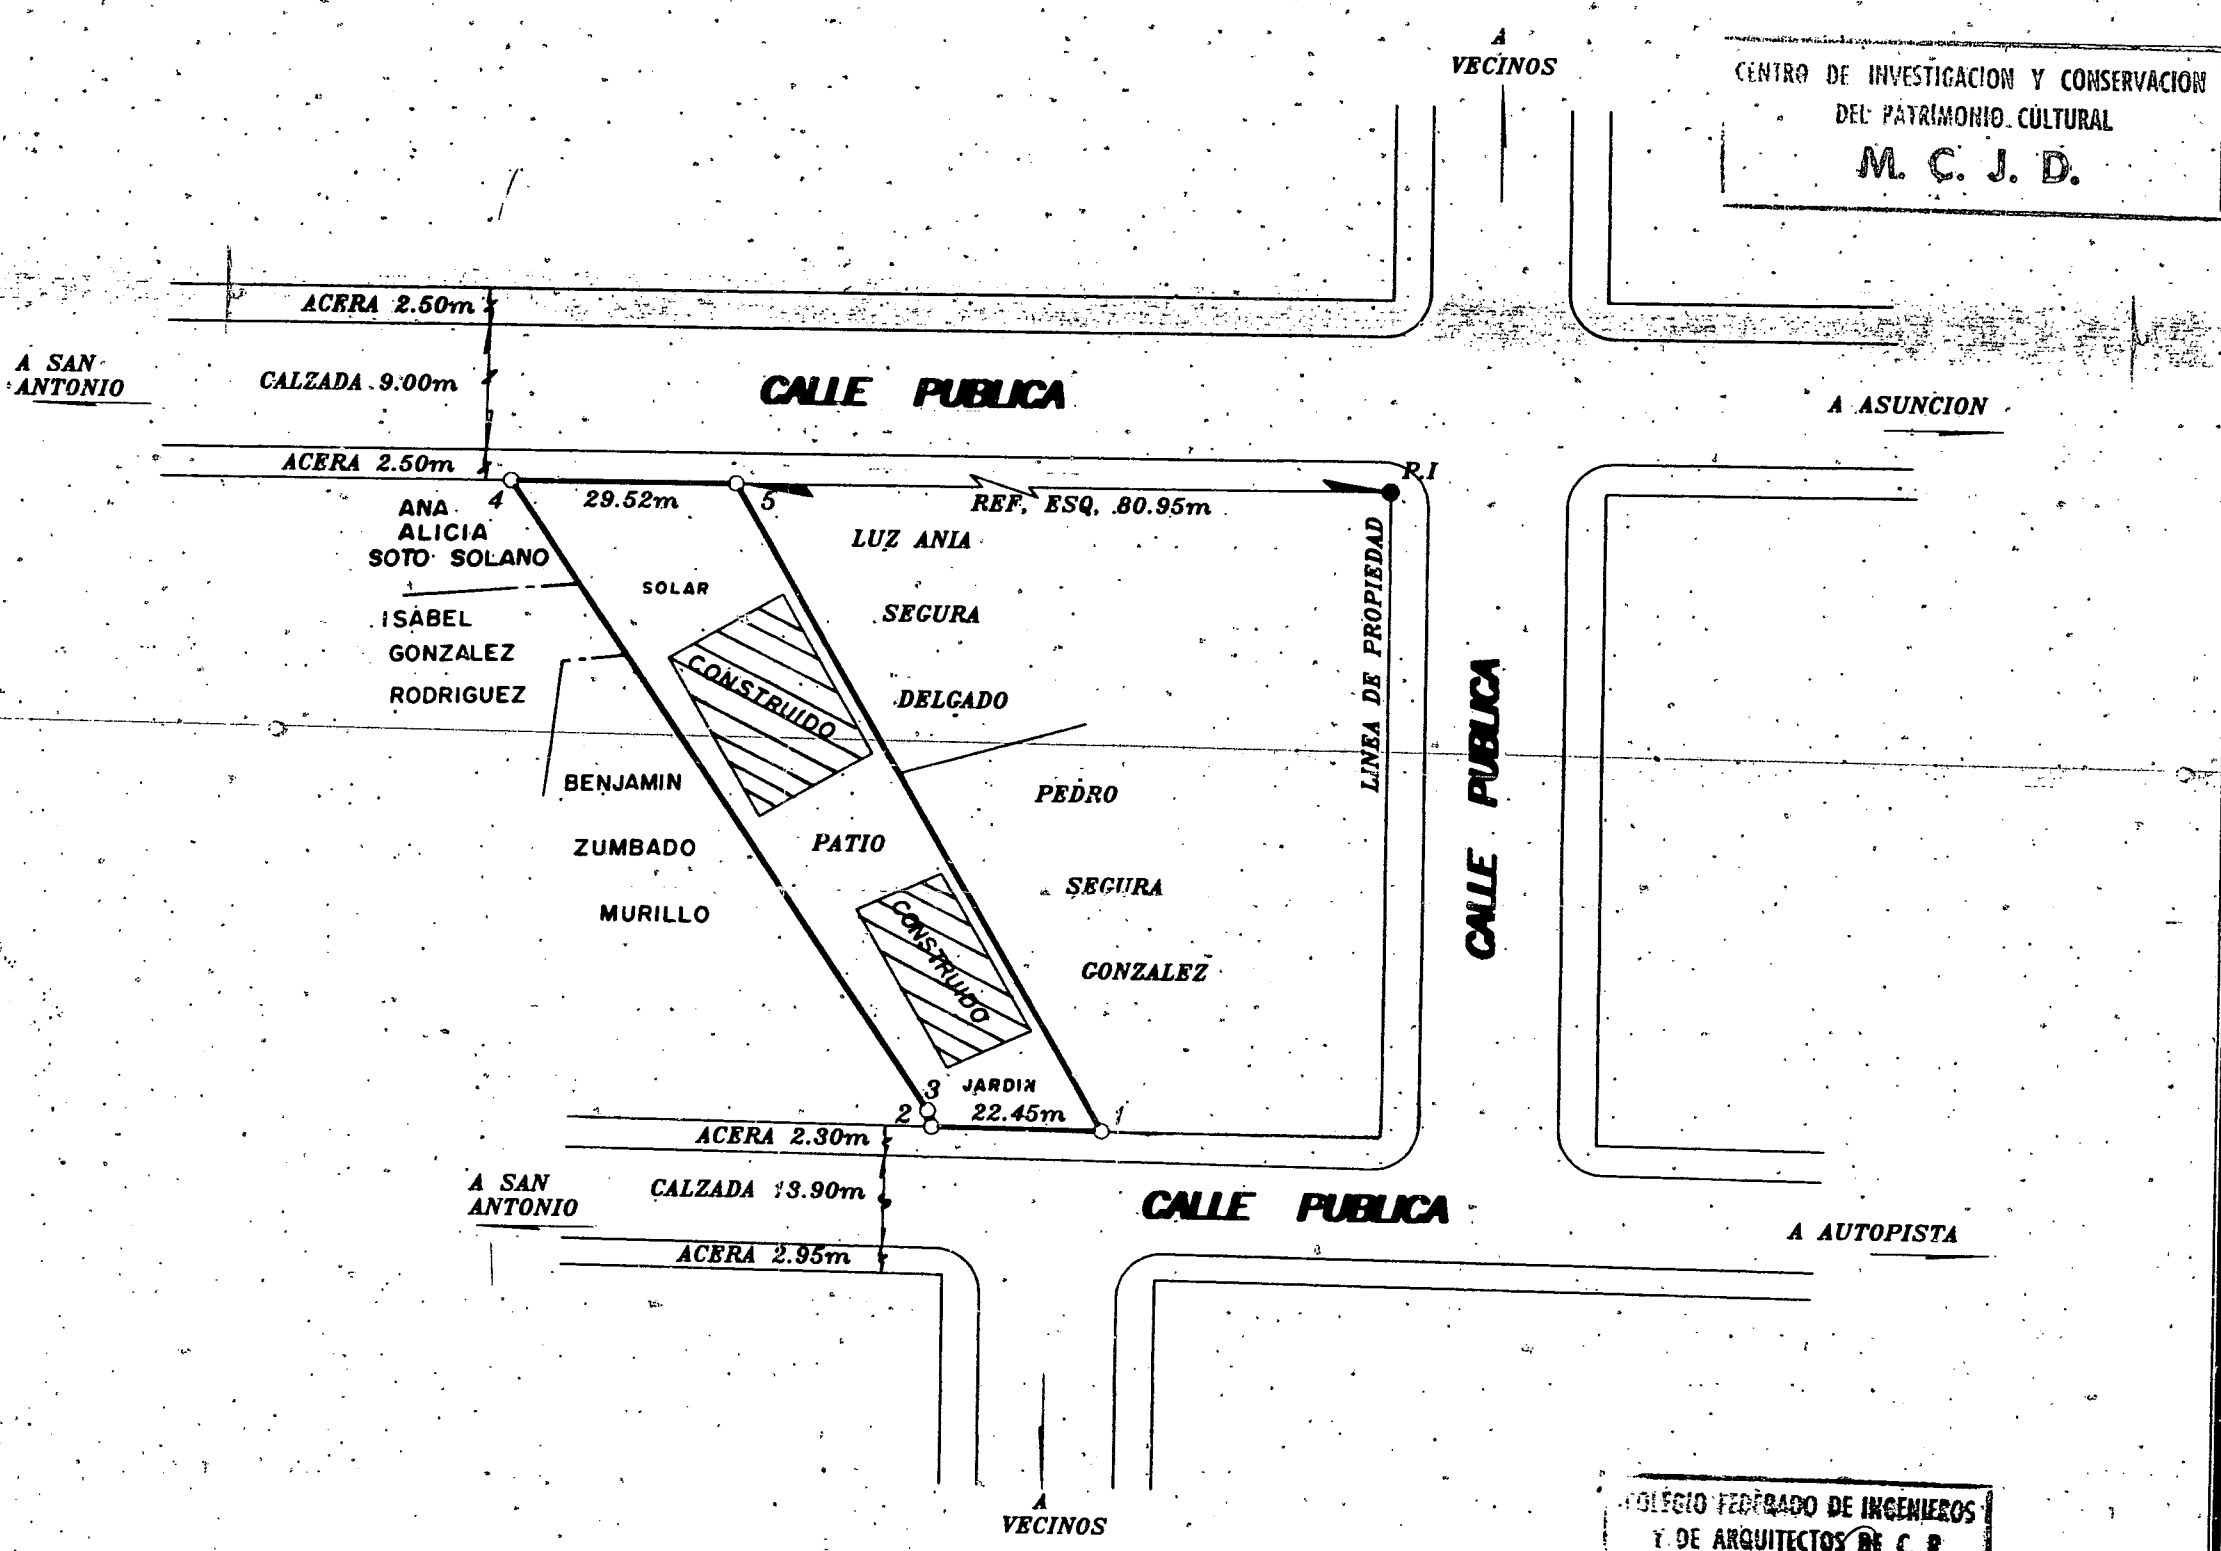 A
VECINOS
CENTRO DE INVESTIGACION Y CONSERVACION
DEL PATRIMONIO CULTURAL
M. C. J. D.
ACERA 2.50m
A SAN
ANTONIO
CALZADA 9.00m
CALLE PUBLICA
A ASUNCION
ACERA 2.50m
R.I
4
29.52m
5
REF, ESQ, 80.95m
ANA
ALICIA
SOTO SOLANO
LUZ ANIA
SEGURA
DELGADO
SOLAR
LINEA DE PROPIEDAD
ISABEL
GONZALEZ
RODRIGUEZ
CONSTRUIDO
CALLE PUBLICA
BENJAMIN
ZUMBADO
MURILLO
PATIO
PEDRO
SEGURA
GONZALEZ
CONSTRUIDO
3
JARDIN
2
22.45m
1
ACERA 2.30m
A SAN
ANTONIO
CALZADA 13.90m
CALLE PUBLICA
A AUTOPISTA
ACERA 2.95m
A
VECINOS
COLEGIO FEDERADO DE INGENIEROS
Y DE ARQUITECTOS DE C. R.